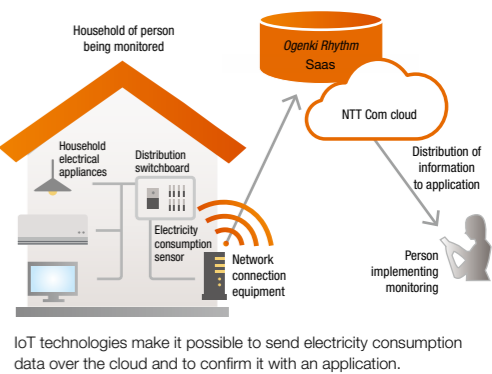 Household of person
being monitored
Ogenki Rhythm
Saas
NTT Com cloud
Household
electrical
appliances
Distribution
switchboard
Electricity
consumption
sensor
Network
connection
equipment
Distribution of
information
to application
Person
implementing
monitoring
IoT technologies make it possible to send electricity consumption
data over the cloud and to confirm it with an application.